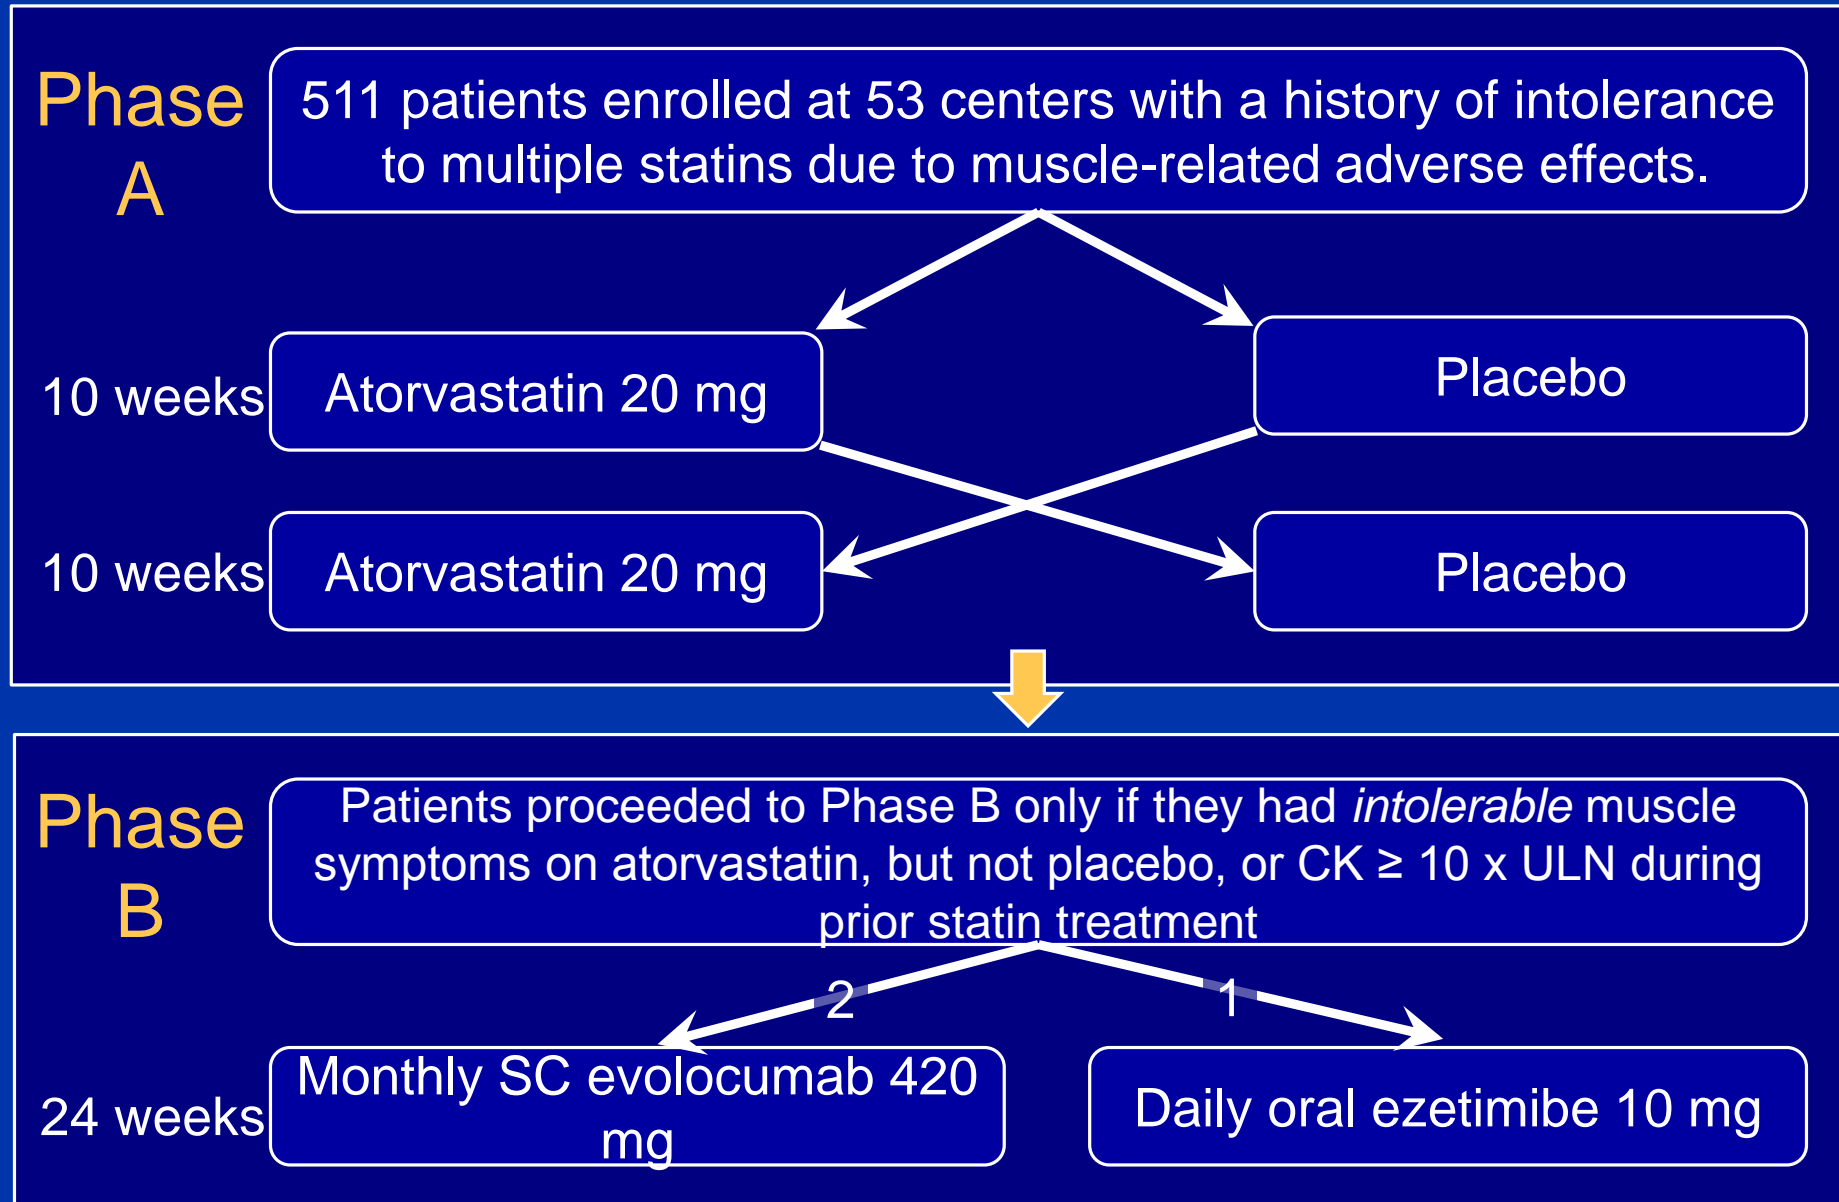 Phase
A
511 patients enrolled at 53 centers with a history of intolerance
to multiple statins due to muscle-related adverse effects.
10 weeks
Atorvastatin 20 mg
Placebo
10 weeks
Atorvastatin 20 mg
Placebo
Phase
B
Patients proceeded to Phase B only if they had intolerable muscle
symptoms on atorvastatin, but not placebo, or CK ≥ 10 x ULN during
prior statin treatment
2
1
24 weeks
Monthly SC evolocumab 420
mg
Daily oral ezetimibe 10 mg